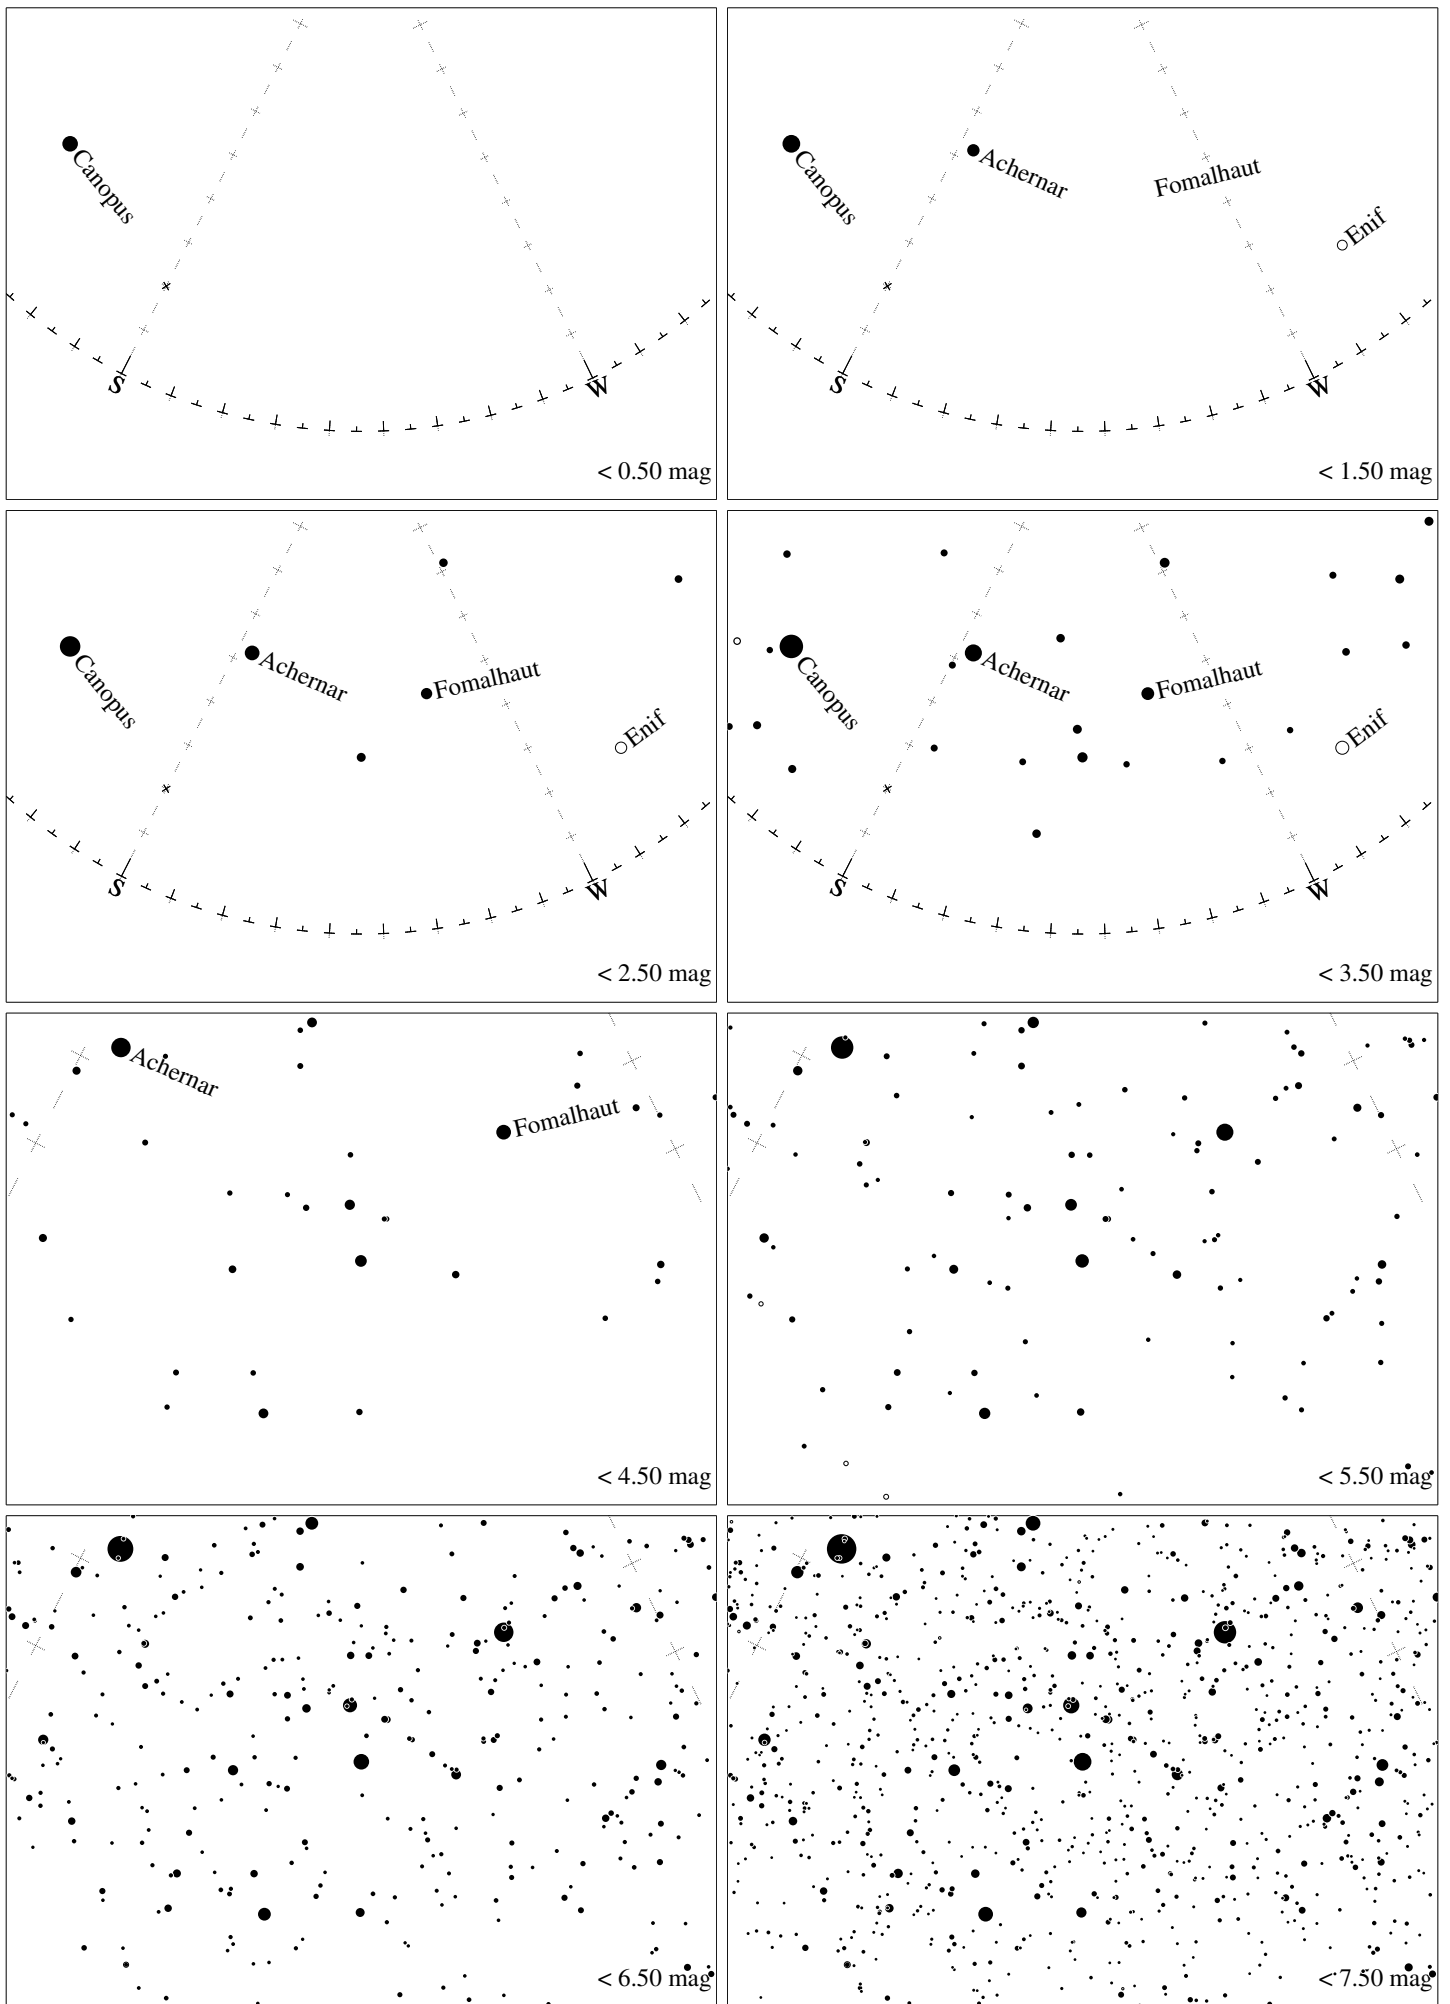 Canopus
S
W
< 0.50 mag
Canopus
Achernar
Fomalhaut
Enif
S
W
< 1.50 mag
Canopus
Achernar
Fomalhaut
Enif
S
W
< 2.50 mag
Canopus
Achernar
Fomalhaut
Enif
S
W
< 3.50 mag
Achernar
Fomalhaut
< 4.50 mag
< 5.50 mag
< 6.50 mag
< 7.50 mag